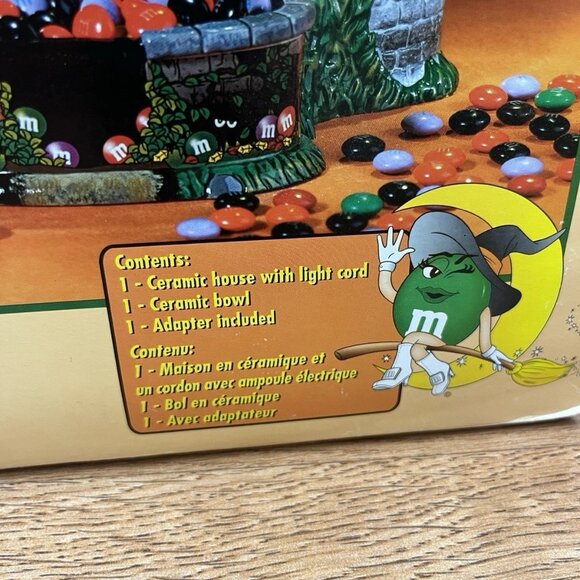 Contents:
1 - Ceramic house with light cord
1 - Ceramic bowl
1 - Adapter included
Contenu:
1 - Maison en céramique et
un cordon avec ampoule électrique
1 - Bol en céramique
1 - Avec adaptateur
m
m
m
m
m
m
m